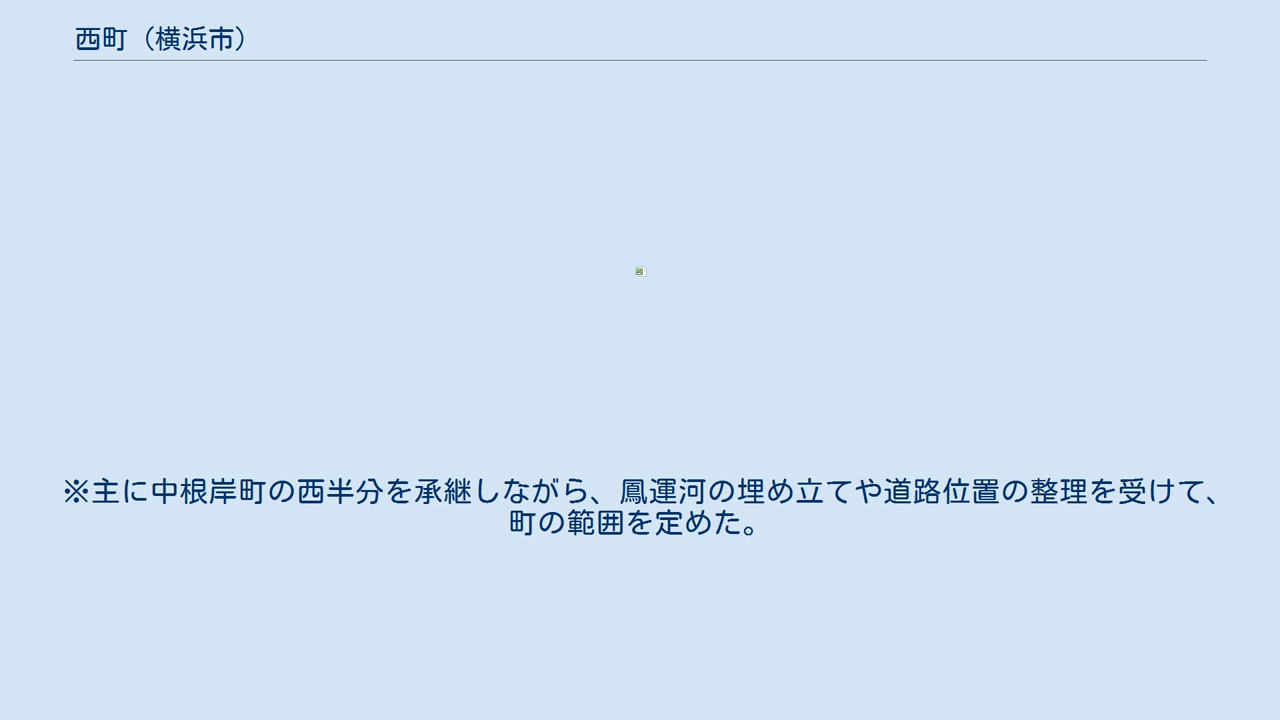 西町（横浜市）
※主に中根岸町の西半分を承継しながら、鳳運河の埋め立てや道路位置の整理を受けて、
町の範囲を定めた。